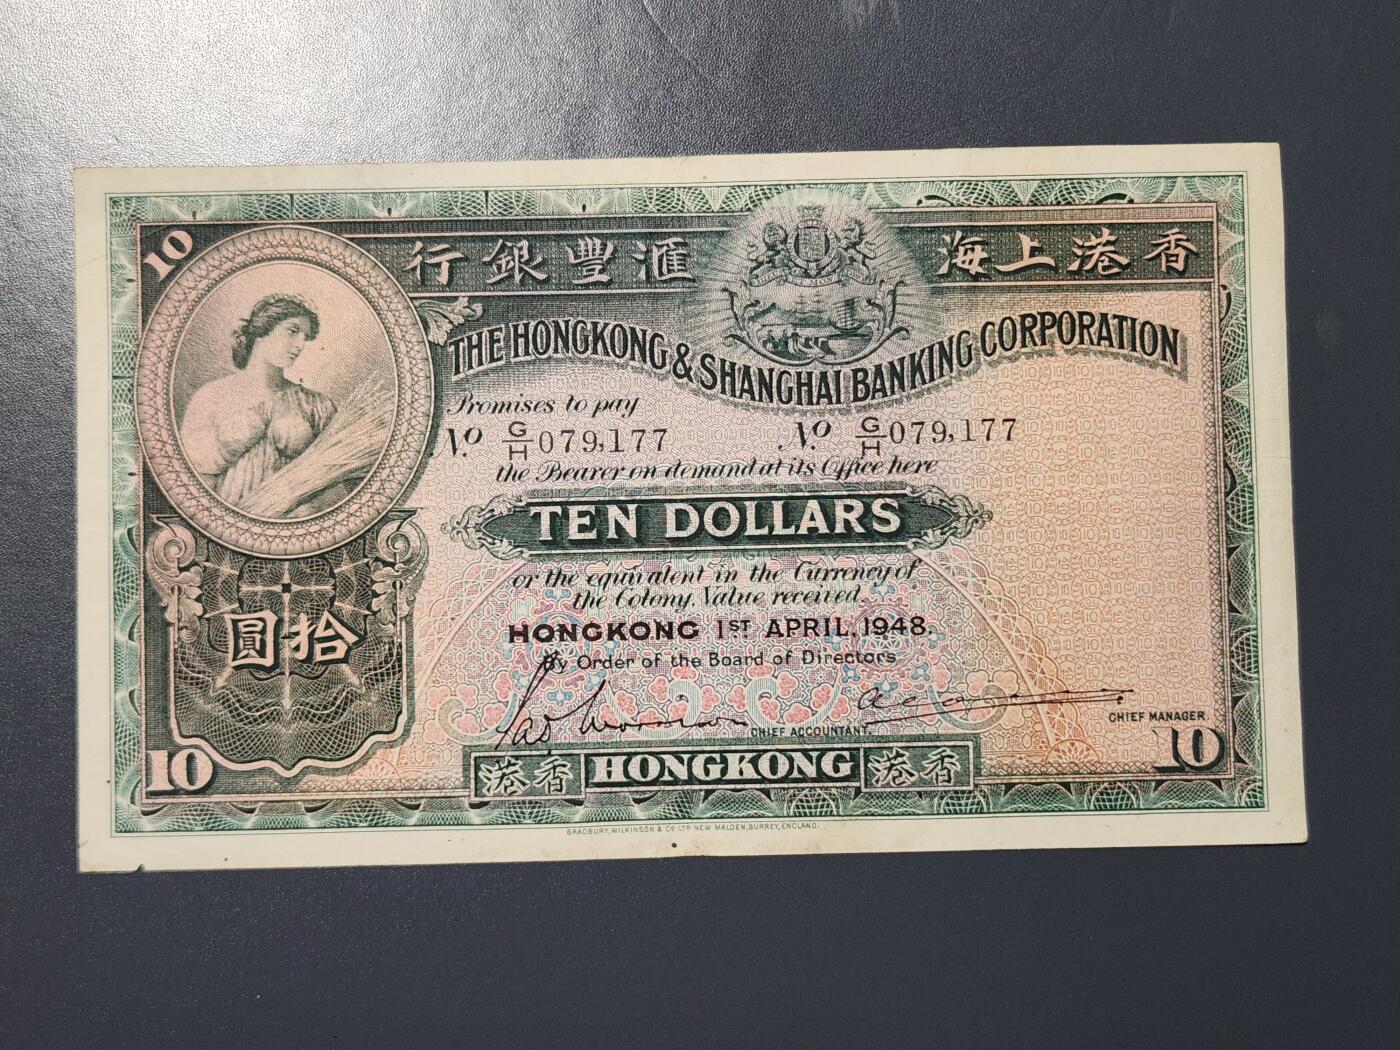 10
行銀豐滙 海上港香
THE HONGKONG & SHANGHAI BANKING CORPORATION
Promises to pay
No. G/H 079,177 No. G/H 079,177
the Bearer on demand at its Office here
TEN DOLLARS
or the equivalent in the Currency of
the Colony. Value received
HONGKONG 1ST APRIL, 1948.
By Order of the Board of Directors
圓拾
CHIEF ACCOUNTANT.
CHIEF MANAGER.
10 港香 HONGKONG 港香 10
BRADBURY, WILKINSON & CO LTD NEW MALDEN, SURREY, ENGLAND.